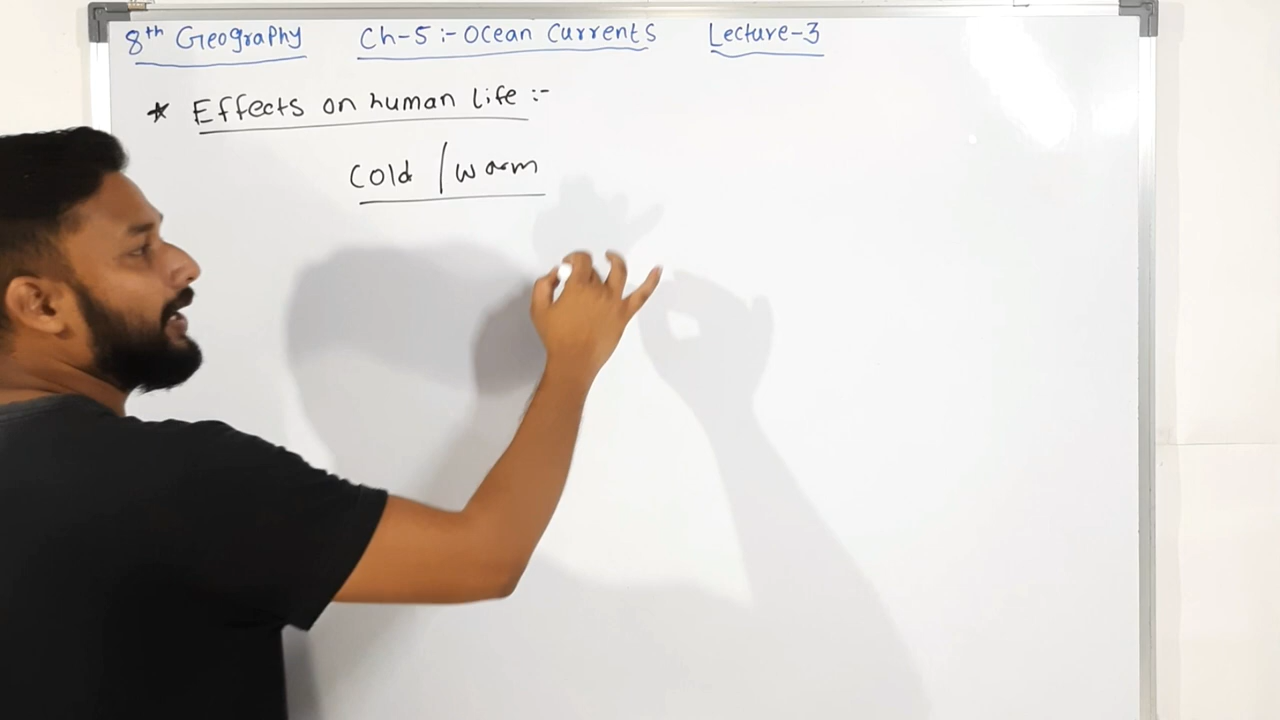 8th Geography Ch-5 :- Ocean Currents Lecture-3
* Effects on human life :-
Cold / warm